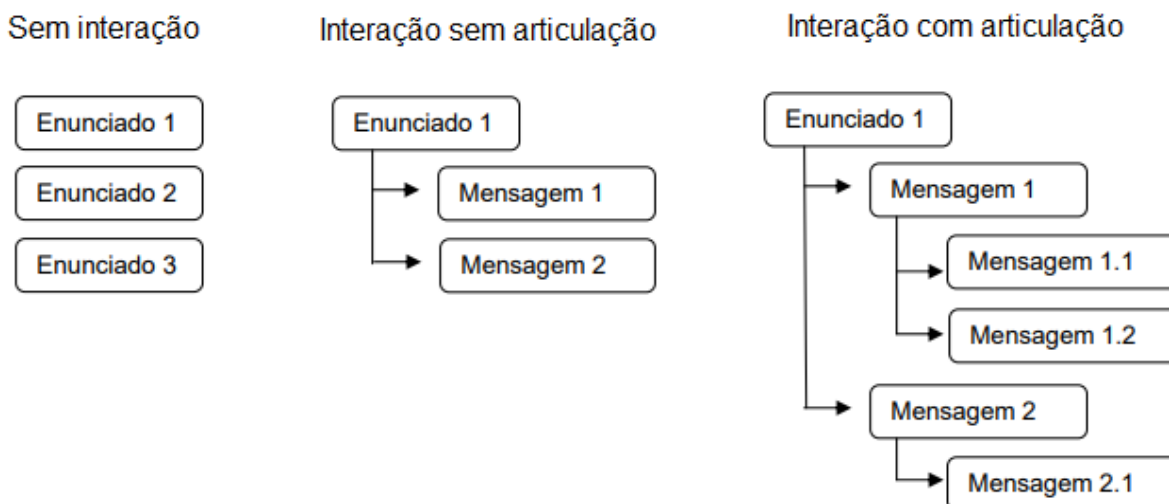 Sem interação
Enunciado 1
Enunciado 2
Enunciado 3
Interação sem articulação
Enunciado 1
Mensagem 1
Mensagem 2
Interação com articulação
Enunciado 1
Mensagem 1
Mensagem 1.1
Mensagem 1.2
Mensagem 2
Mensagem 2.1